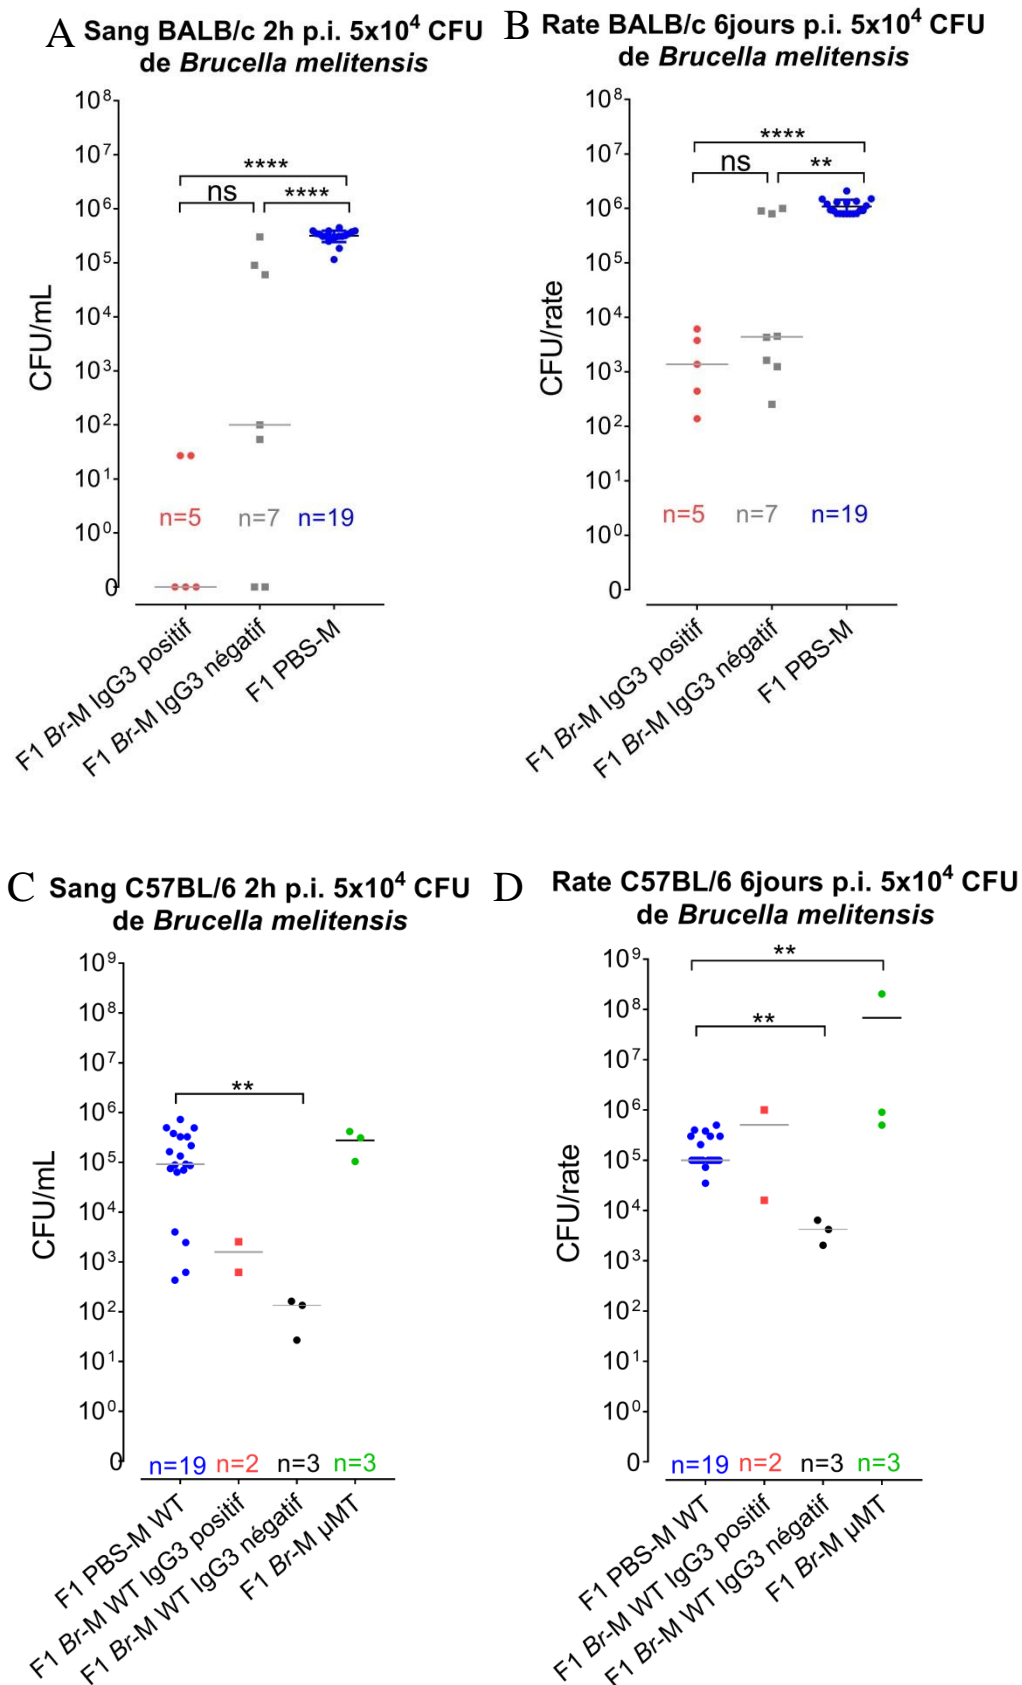 A Sang BALB/c 2h p.i. 5x10⁴ CFU
de Brucella melitensis
10⁸
10⁷
10⁶
10⁵
10⁴
10³
10²
10¹
10⁰
0
CFU/mL
****
ns
****
n=5
n=7
n=19
F1 Br-M IgG3 positif
F1 Br-M IgG3 négatif
F1 PBS-M
B Rate BALB/c 6jours p.i. 5x10⁴ CFU
de Brucella melitensis
10⁸
10⁷
10⁶
10⁵
10⁴
10³
10²
10¹
10⁰
0
CFU/rate
****
ns
**
n=5
n=7
n=19
F1 Br-M IgG3 positif
F1 Br-M IgG3 négatif
F1 PBS-M
C Sang C57BL/6 2h p.i. 5x10⁴ CFU
de Brucella melitensis
10⁹
10⁸
10⁷
10⁶
10⁵
10⁴
10³
10²
10¹
10⁰
0
CFU/mL
**
n=19
n=2
n=3
n=3
F1 PBS-M WT
F1 Br-M WT IgG3 positif
F1 Br-M WT IgG3 négatif
F1 Br-M µMT
D Rate C57BL/6 6jours p.i. 5x10⁴ CFU
de Brucella melitensis
10⁹
10⁸
10⁷
10⁶
10⁵
10⁴
10³
10²
10¹
10⁰
0
CFU/rate
**
**
n=19
n=2
n=3
n=3
F1 PBS-M WT
F1 Br-M WT IgG3 positif
F1 Br-M WT IgG3 négatif
F1 Br-M µMT